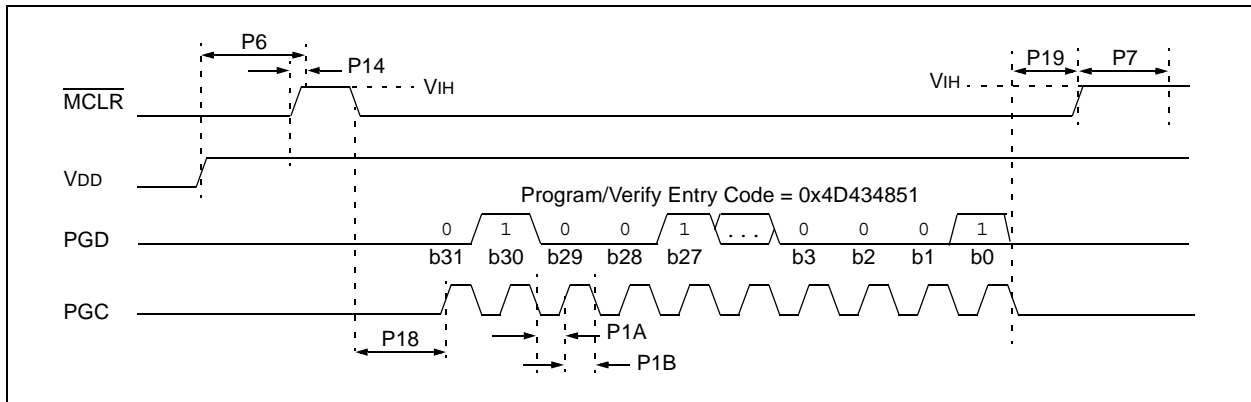 P6
P14
P19
P7
VIH
VIH
MCLR
VDD
Program/Verify Entry Code = 0x4D434851
PGD
0 1 0 0 1 ... 0 0 0 1
b31 b30 b29 b28 b27 b3 b2 b1 b0
PGC
P18
P1A
P1B